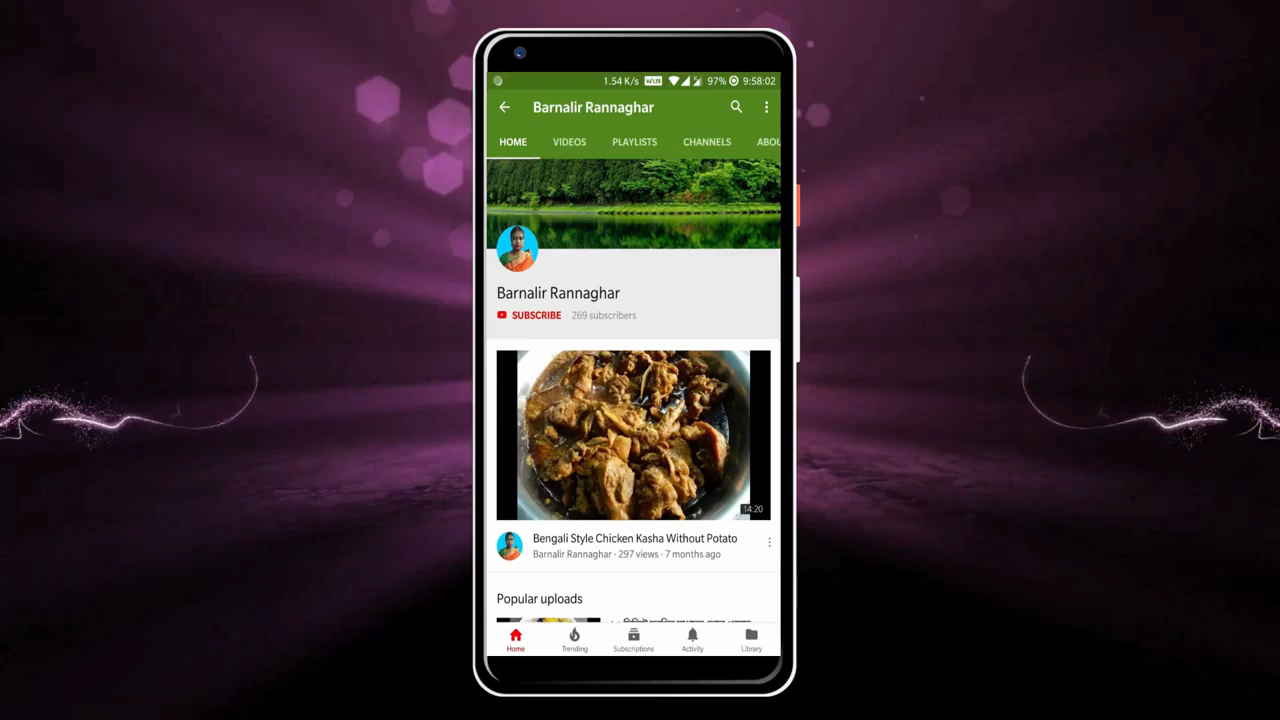 1.54 K/s VoLTE 97% 9:58:02
Barnalir Rannaghar
HOME VIDEOS PLAYLISTS CHANNELS ABOU
Barnalir Rannaghar
SUBSCRIBE 269 subscribers
14:20
Bengali Style Chicken Kasha Without Potato
Barnalir Rannaghar · 297 views · 7 months ago
Popular uploads
Home Trending Subscriptions Activity Library